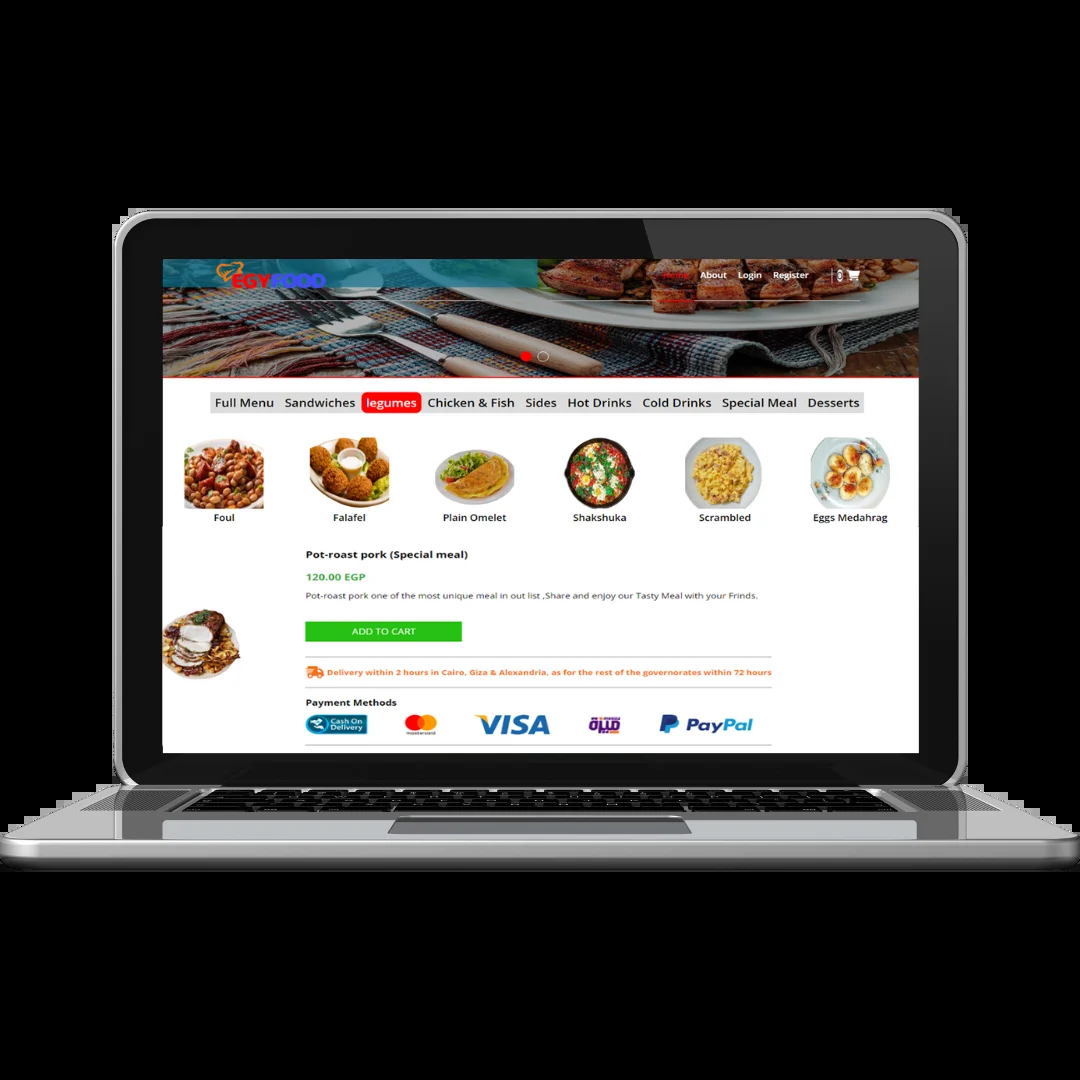 EGYFOOD
Home About Login Register
Full Menu Sandwiches legumes Chicken & Fish Sides Hot Drinks Cold Drinks Special Meal Desserts
Foul Falafel Plain Omelet Shakshuka Scrambled Eggs Medahrag
Pot-roast pork (Special meal)
120.00 EGP
Pot-roast pork one of the most unique meal in out list ,Share and enjoy our Tasty Meal with your Frinds.
ADD TO CART
Delivery within 2 hours in Cairo, Giza & Alexandria, as for the rest of the governorates within 72 hours
Payment Methods
Cash On
Delivery
mastercard
VISA
PayPal